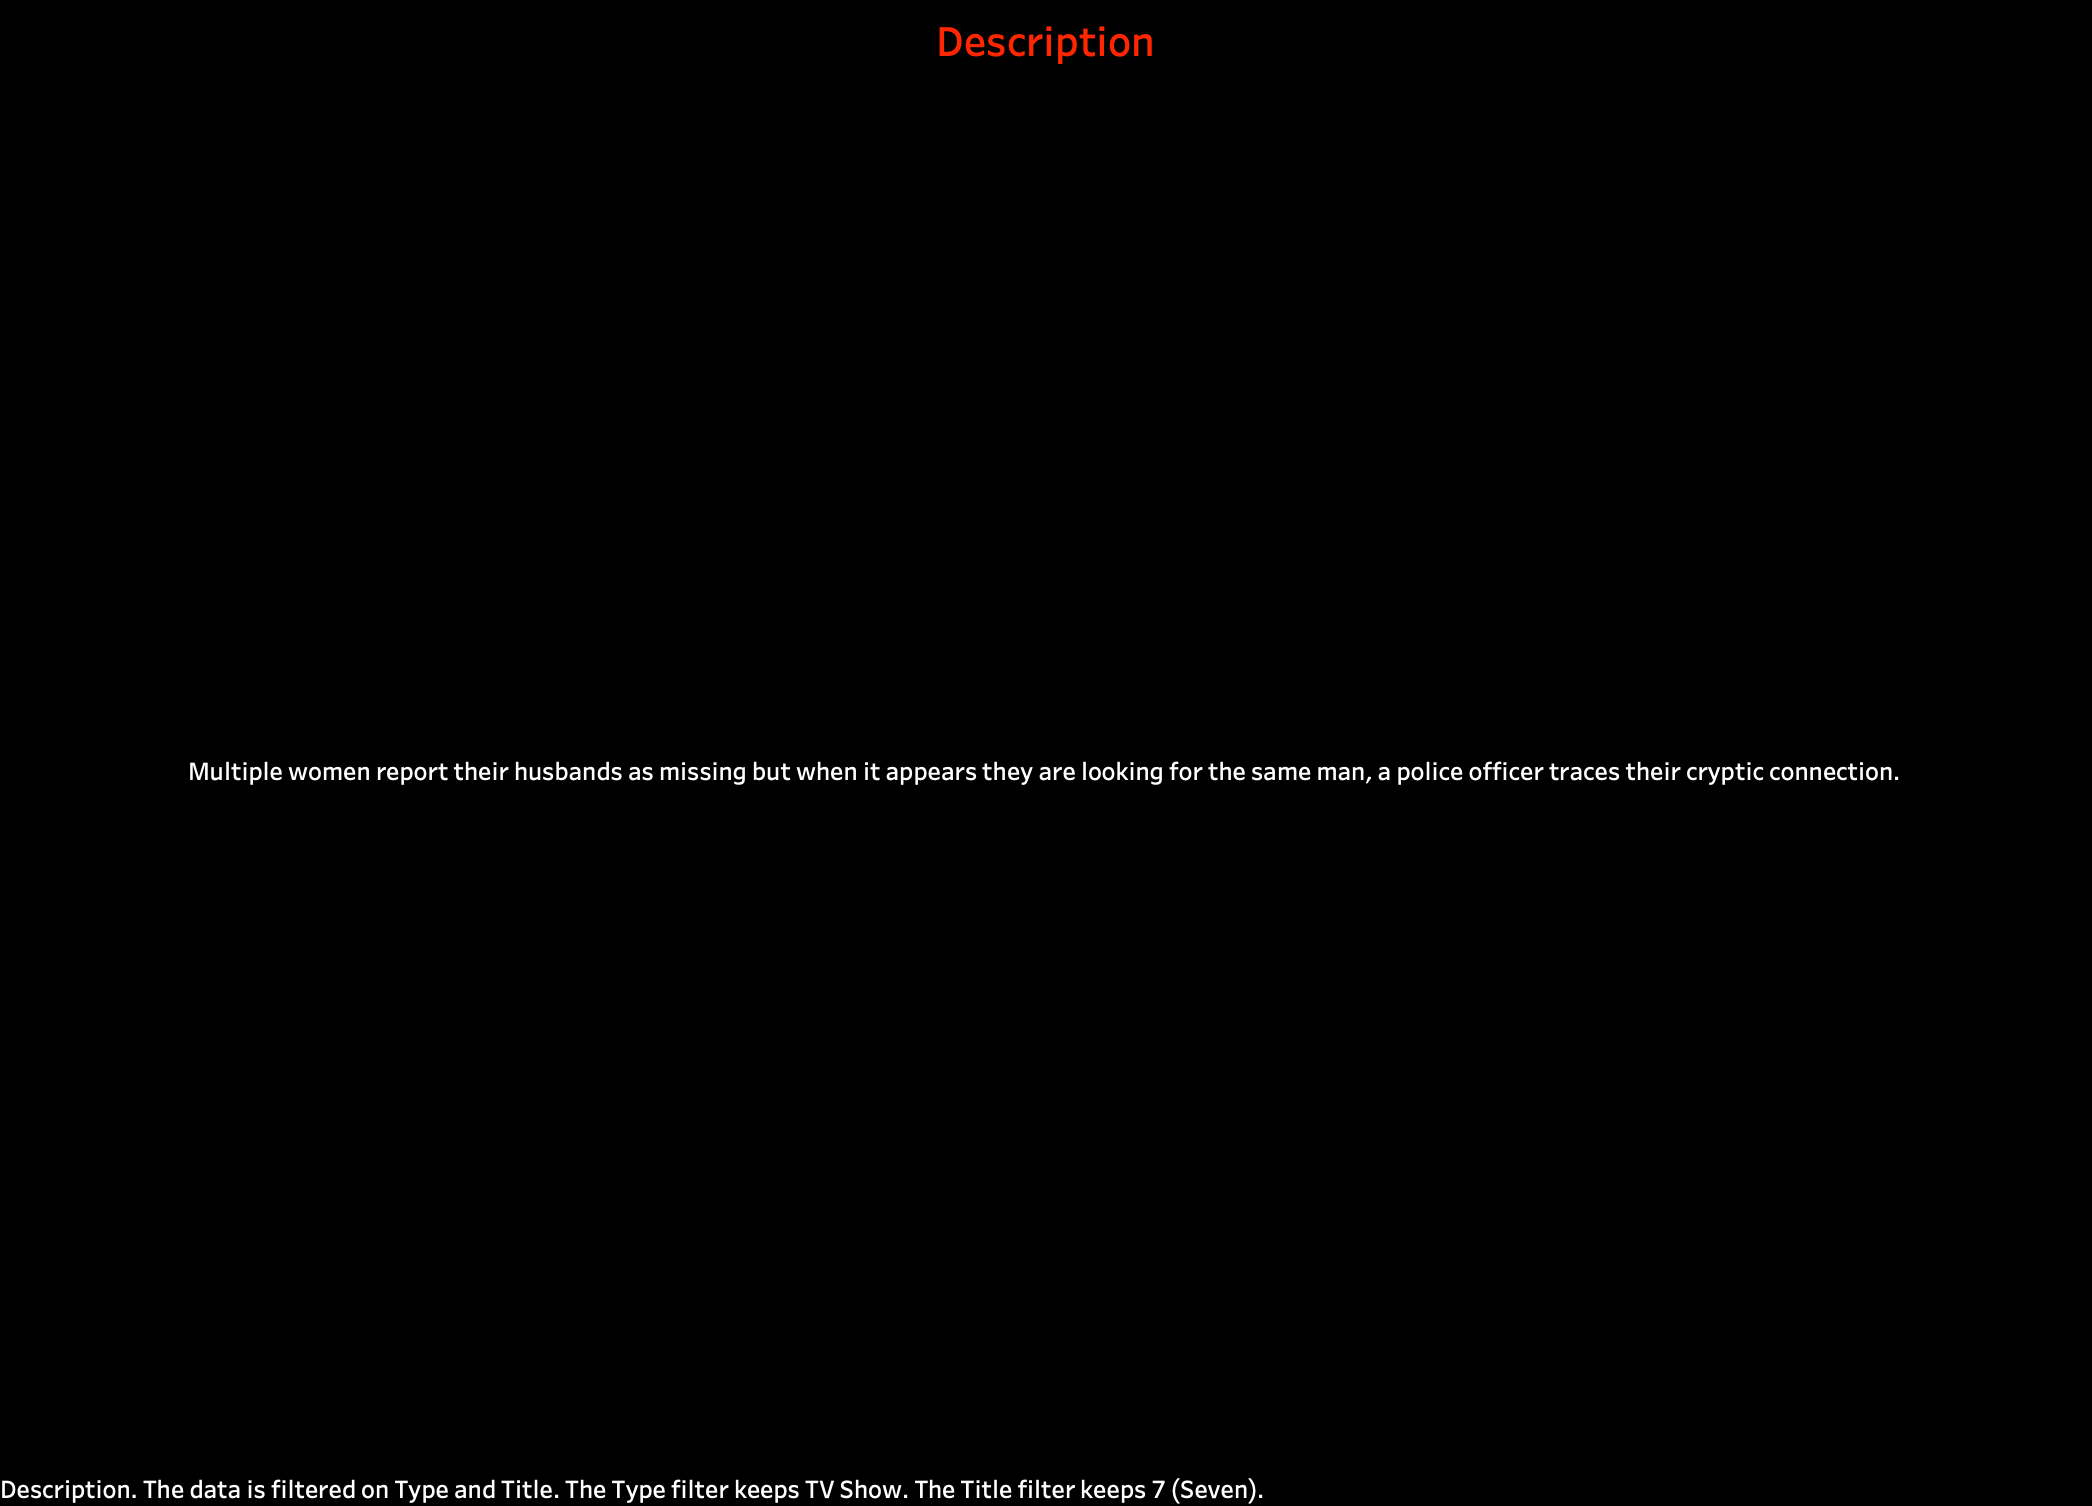 Description
Multiple women report their husbands as missing but when it appears they are looking for the same man, a police officer traces their cryptic connection.
Description. The data is filtered on Type and Title. The Type filter keeps TV Show. The Title filter keeps 7 (Seven).